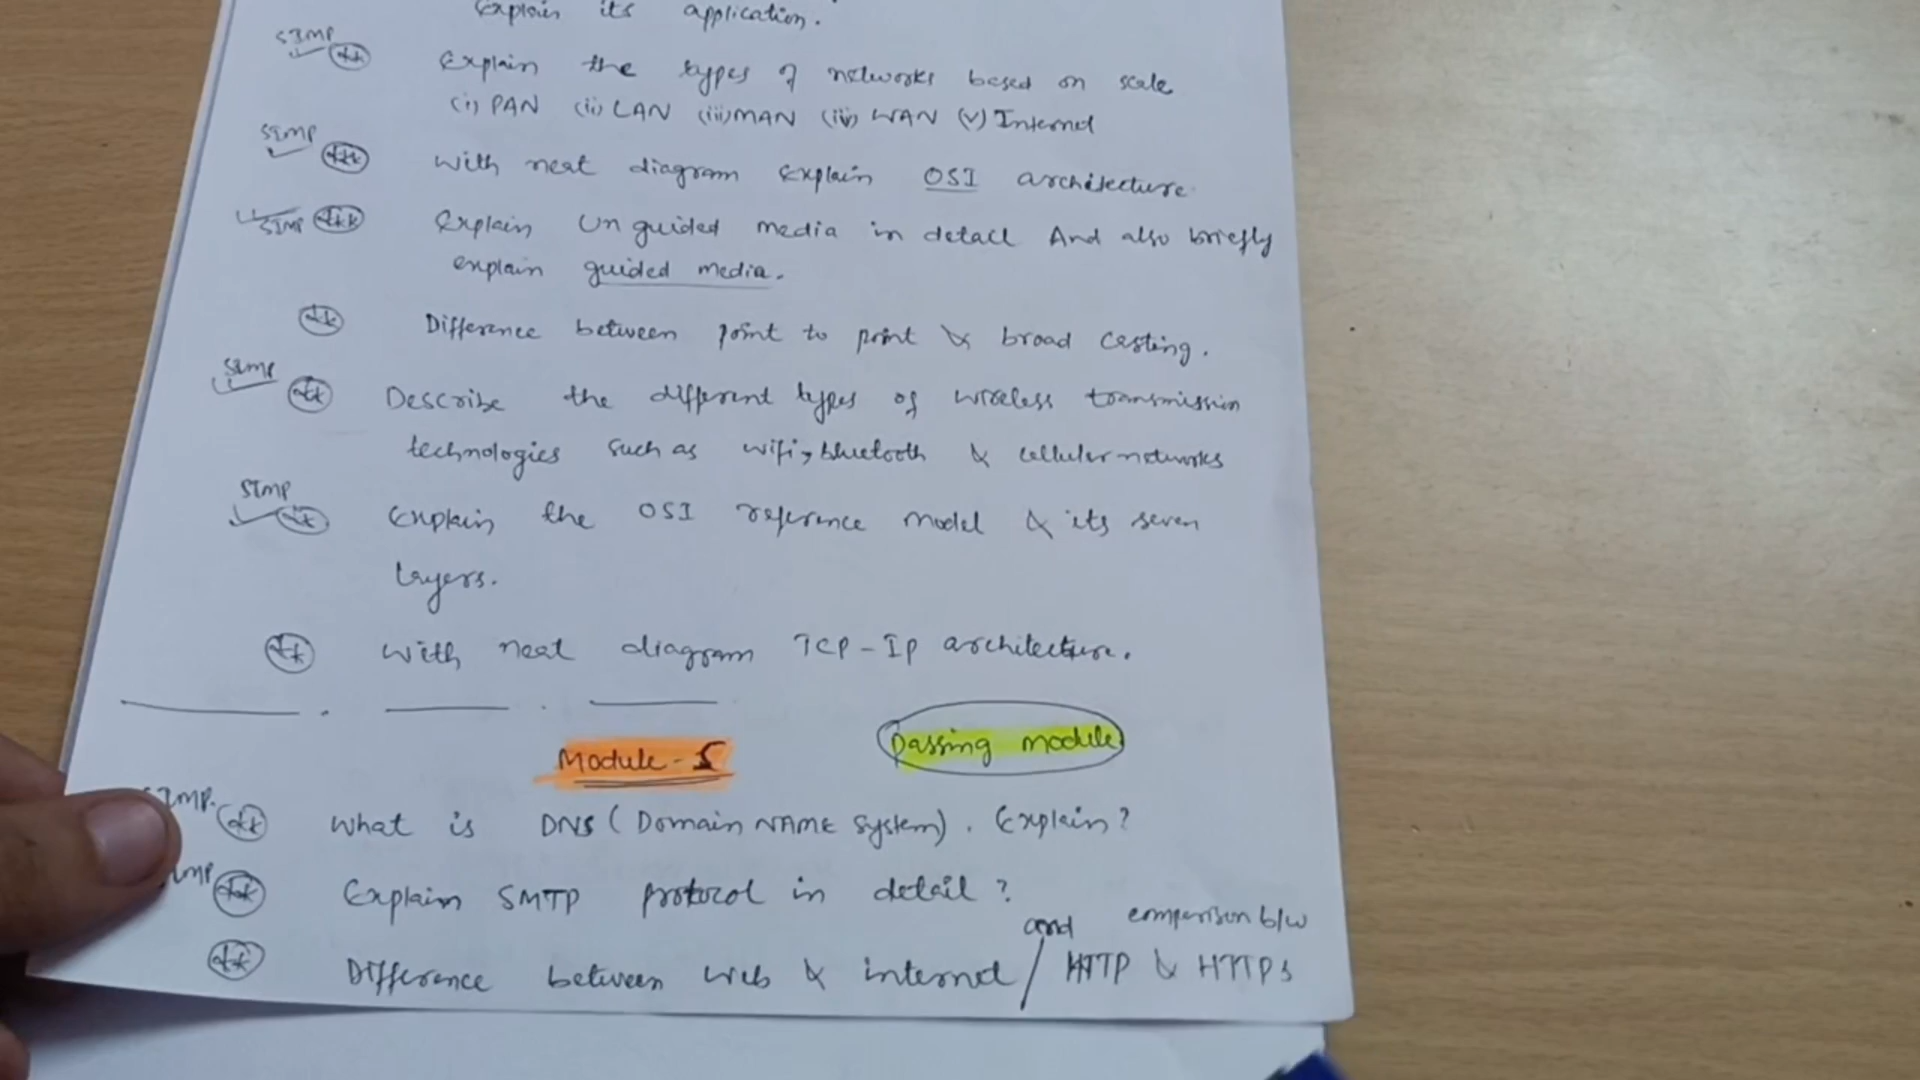 Explain its application.
SIMP ** Explain the types of networks based on scale
(i) PAN (ii) LAN (iii) MAN (iv) WAN (v) Internet
SIMP *** With neat diagram explain OSI architecture
SIMP *** Explain Unguided media in detail And also briefly
explain guided media.
** Difference between point to point & broad casting.
SIMP ** Describe the different types of wireless transmission
technologies such as wifi, bluetooth & cellular networks
SIMP ** Explain the OSI reference model & its seven
layers.
** With neat diagram TCP-IP architecture.
Module-5 Passing module
SIMP. ** What is DNS (Domain NAME System). Explain?
IMP ** Explain SMTP protocol in detail?
and comparison b/w
** Difference between web & internet / HTTP & HTTPS